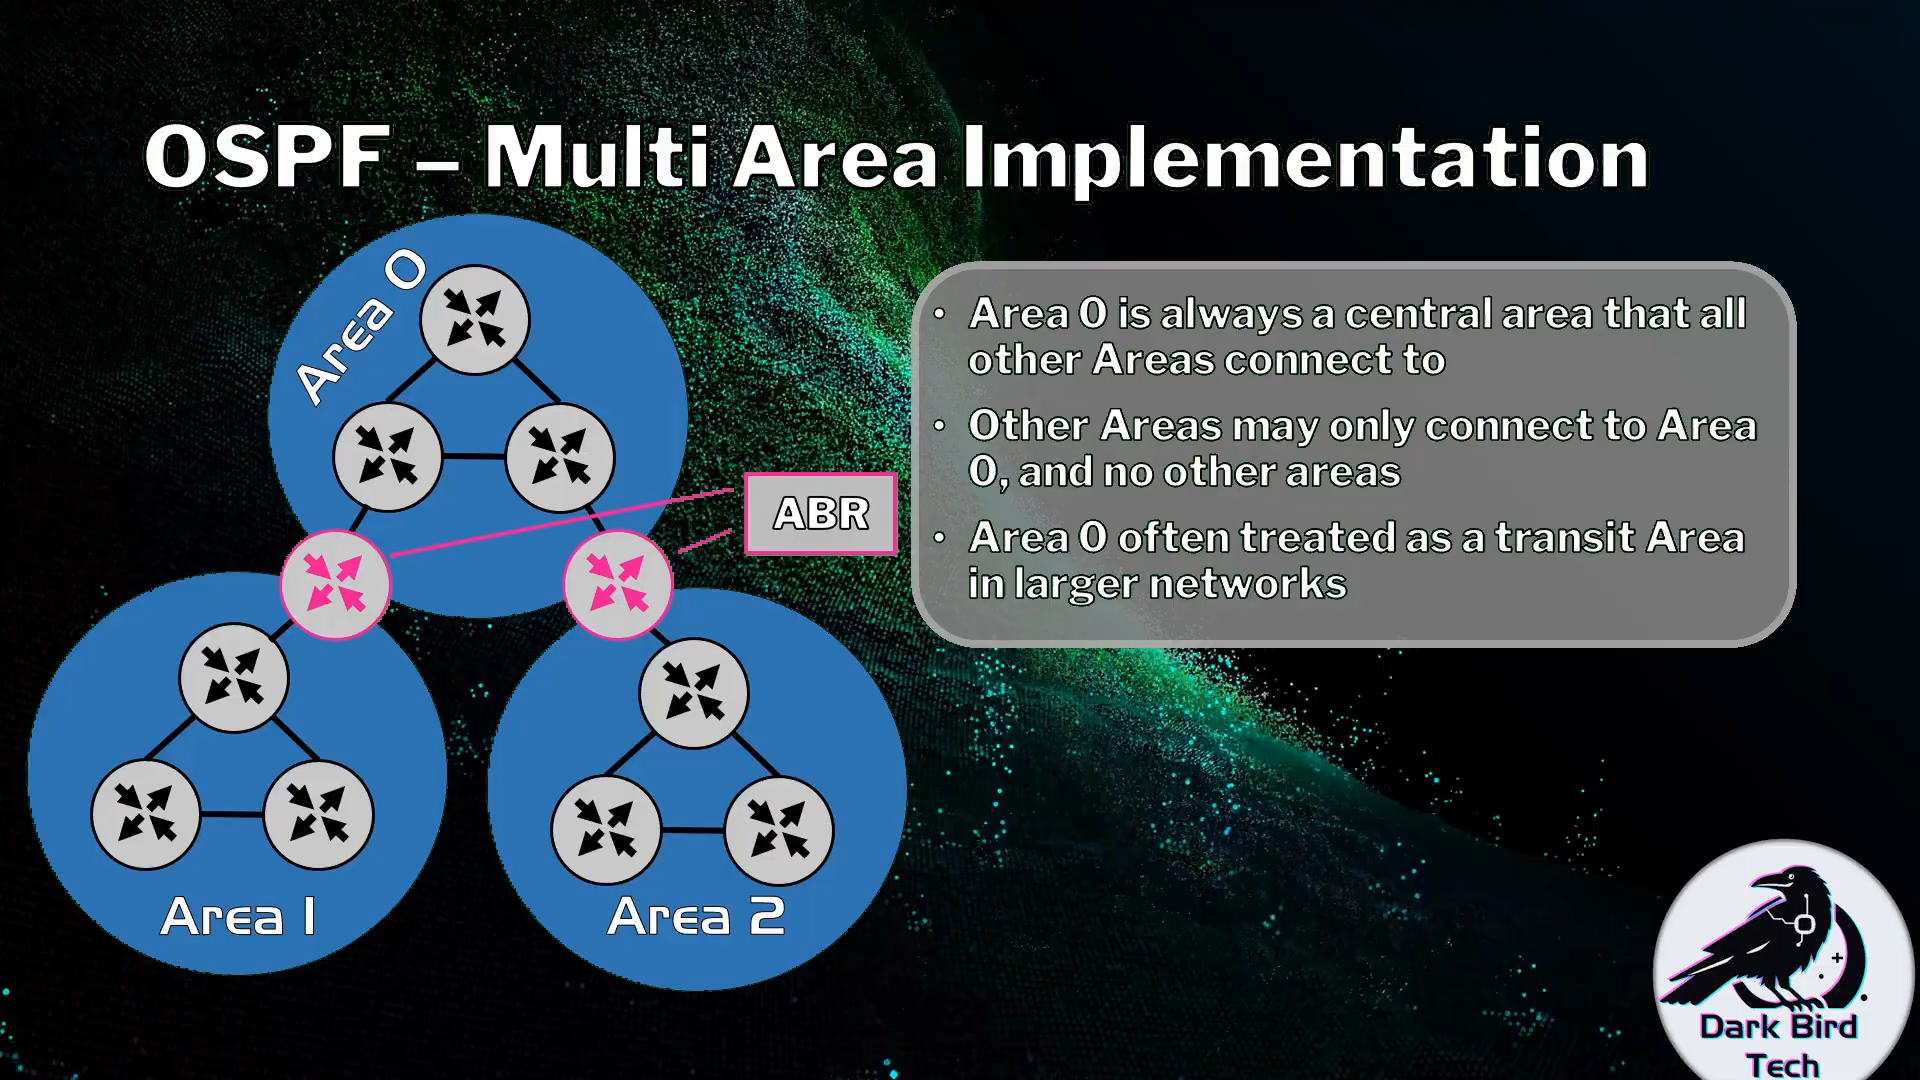 OSPF – Multi Area Implementation
Area 0
• Area 0 is always a central area that all
other Areas connect to
• Other Areas may only connect to Area
0, and no other areas
• Area 0 often treated as a transit Area
in larger networks
ABR
Area 1
Area 2
Dark Bird
Tech